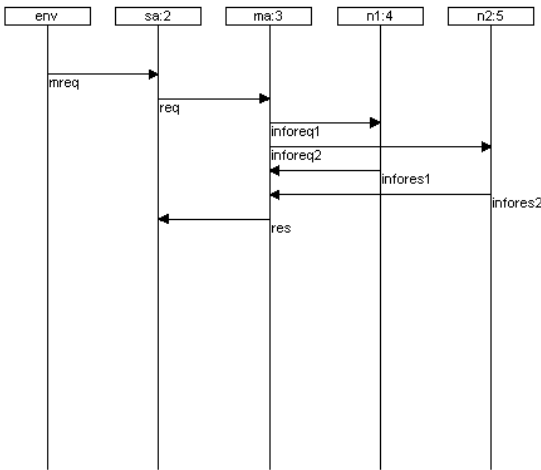 env sa:2 ma:3 n1:4 n2:5
mreq
req
inforeq1
inforeq2
infores1
infores2
res